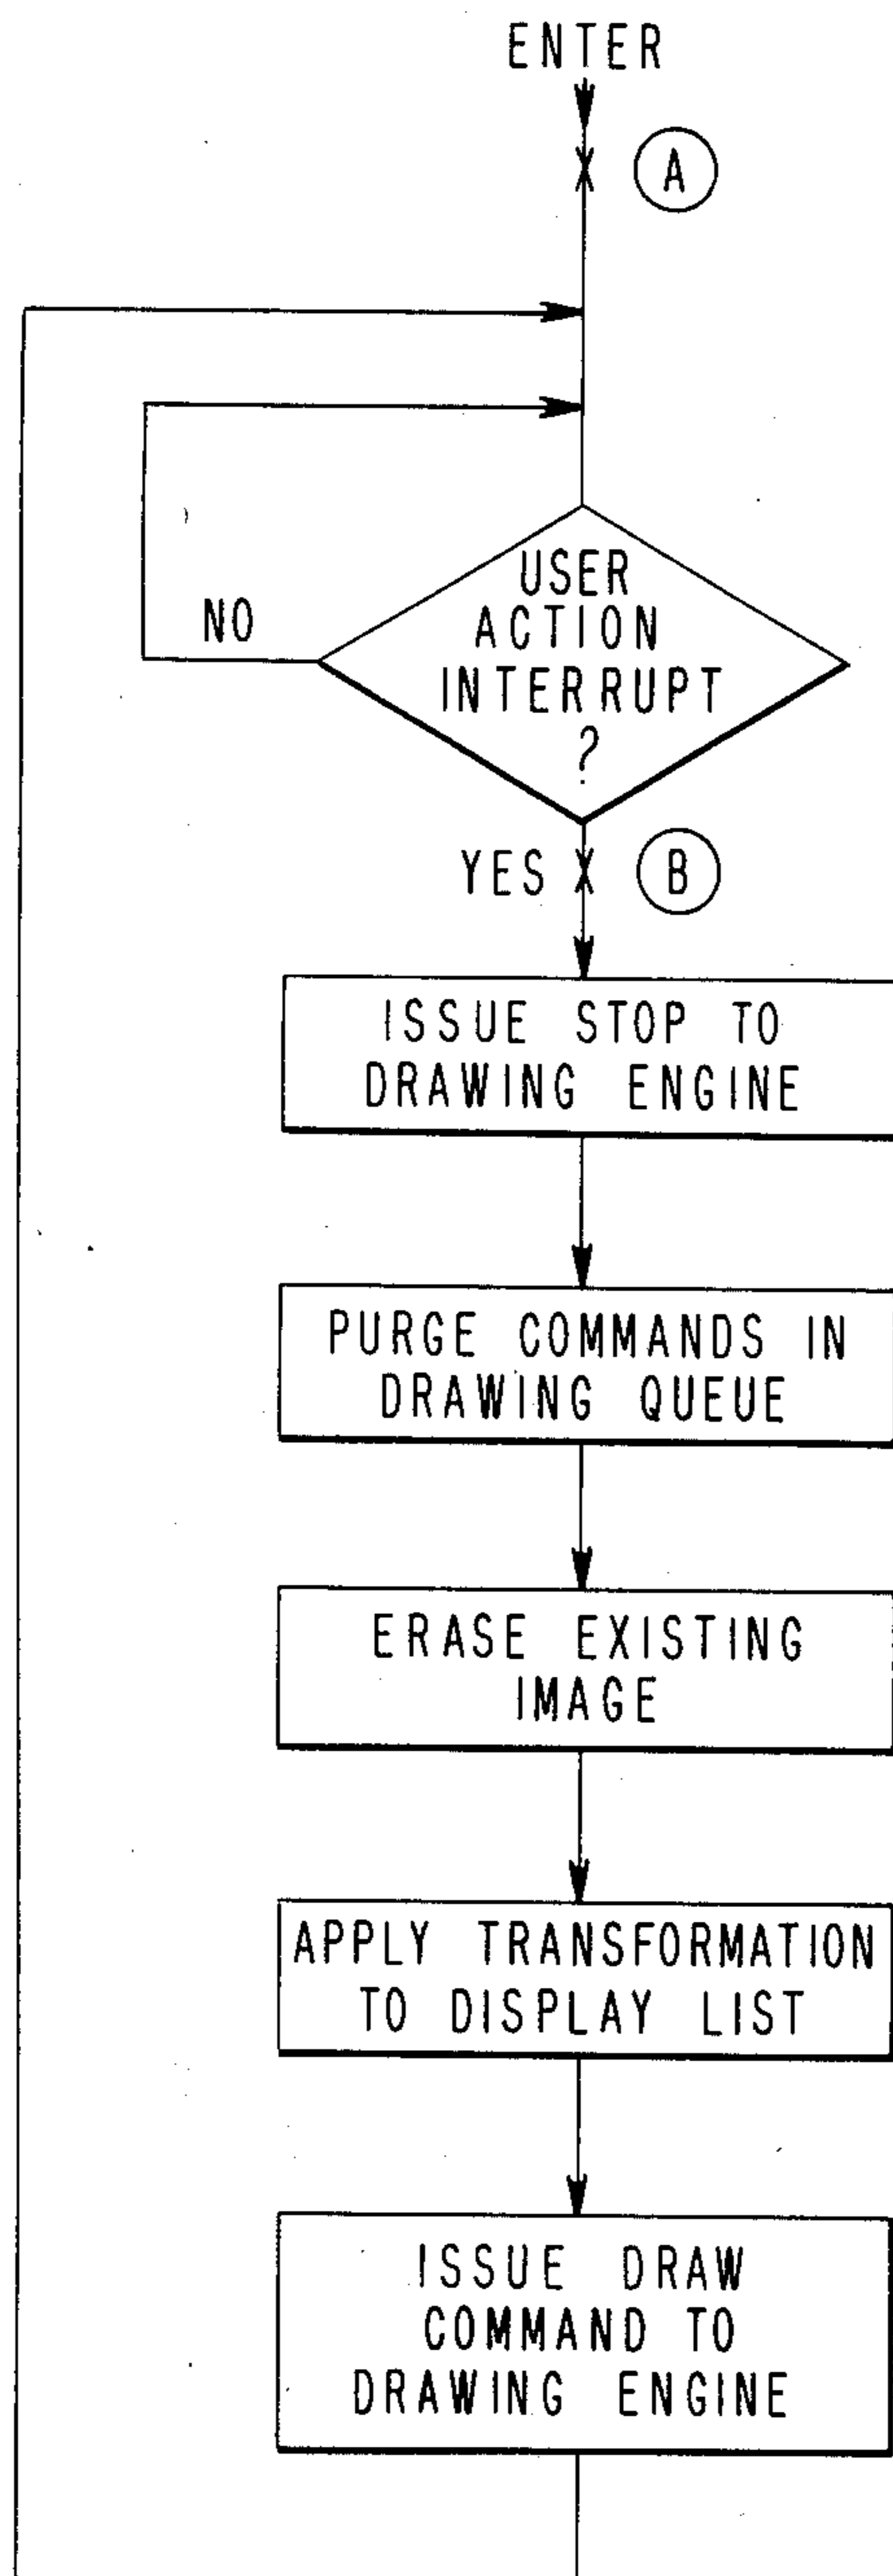 ENTER
A
USER
ACTION
INTERRUPT
?
NO
YES
B
ISSUE STOP TO
DRAWING ENGINE
PURGE COMMANDS IN
DRAWING QUEUE
ERASE EXISTING
IMAGE
APPLY TRANSFORMATION
TO DISPLAY LIST
ISSUE DRAW
COMMAND TO
DRAWING ENGINE